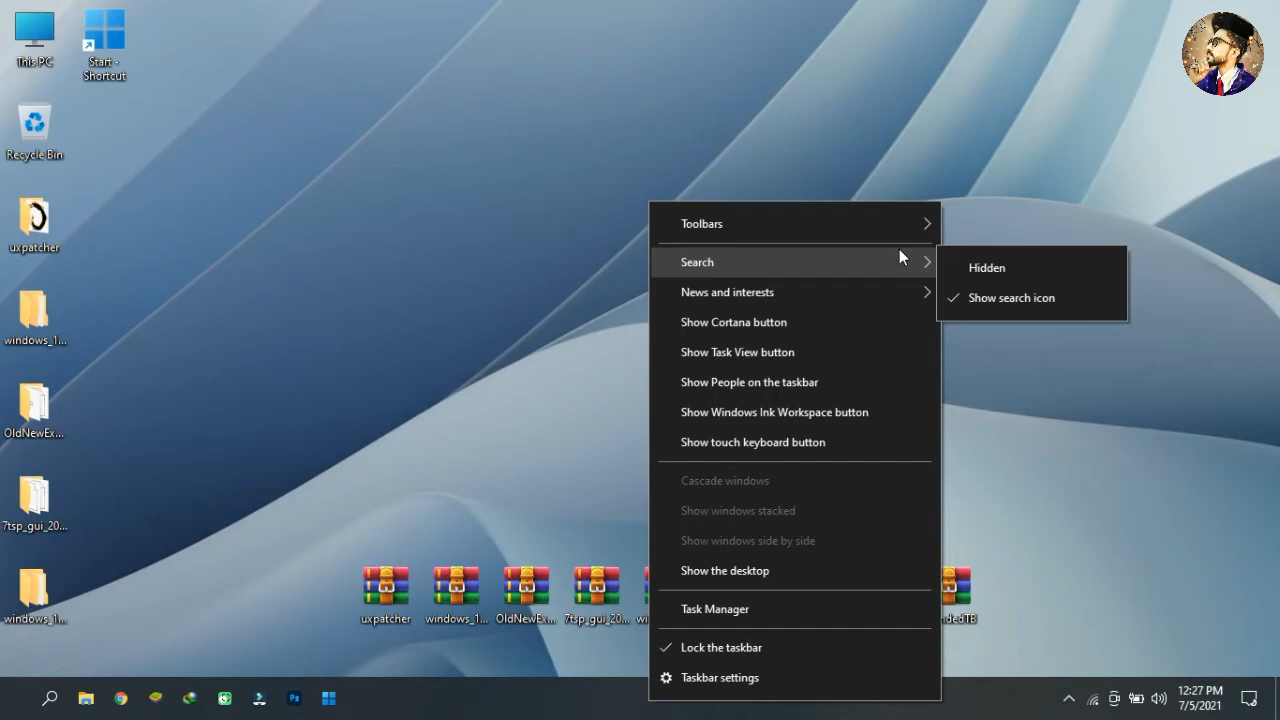 This PC
Start -
Shortcut
Recycle Bin
uxpatcher
windows_1...
OldNewEx...
7tsp_gui_20...
windows_1...
Toolbars
Search
News and interests
Show Cortana button
Show Task View button
Show People on the taskbar
Show Windows Ink Workspace button
Show touch keyboard button
Cascade windows
Show windows stacked
Show windows side by side
Show the desktop
Task Manager
Lock the taskbar
Taskbar settings
Hidden
Show search icon
uxpatcher
windows_1...
OldNewEx...
7tsp_gui_20...
wi
ndedTB
Ps
12:27 PM
7/5/2021